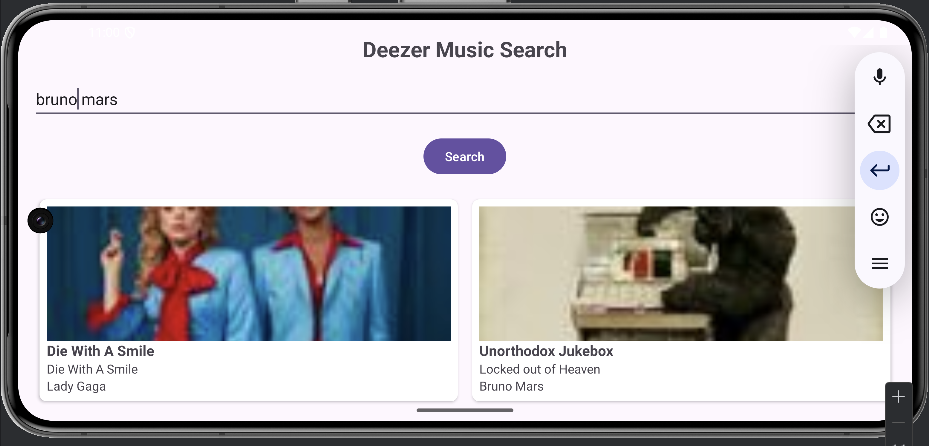 Deezer Music Search
bruno mars
Search
Die With A Smile
Die With A Smile
Lady Gaga
Unorthodox Jukebox
Locked out of Heaven
Bruno Mars